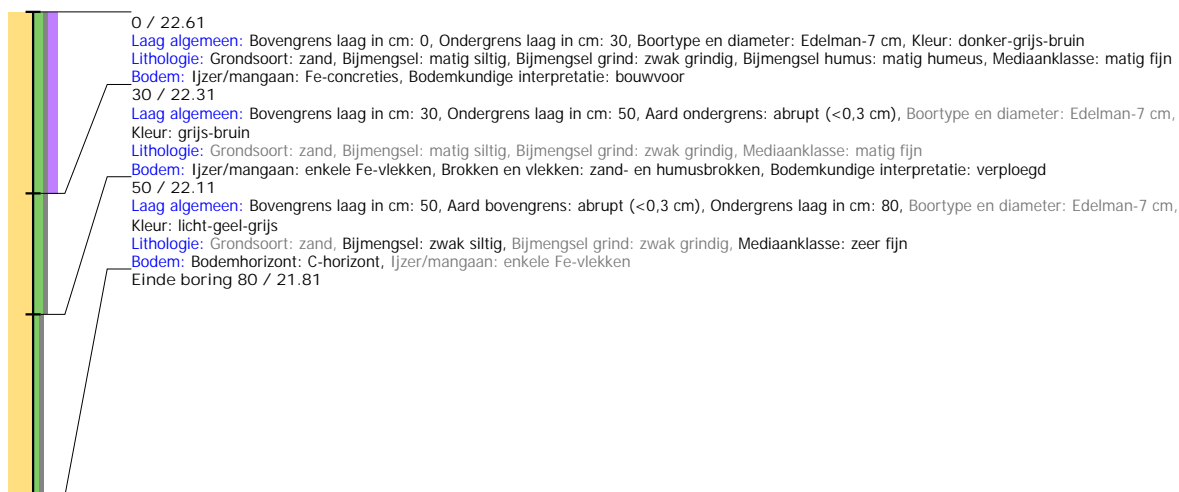 0 / 22.61
Laag algemeen: Bovengrens laag in cm: 0, Ondergrens laag in cm: 30, Boortype en diameter: Edelman-7 cm, Kleur: donker-grijs-bruin
Lithologie: Grondsoort: zand, Bijmengsel: matig siltig, Bijmengsel grind: zwak grindig, Bijmengsel humus: matig humeus, Mediaanklasse: matig fijn
Bodem: Ijzer/mangaan: Fe-concreties, Bodemkundige interpretatie: bouwvoor
30 / 22.31
Laag algemeen: Bovengrens laag in cm: 30, Ondergrens laag in cm: 50, Aard ondergrens: abrupt (<0,3 cm), Boortype en diameter: Edelman-7 cm,
Kleur: grijs-bruin
Lithologie: Grondsoort: zand, Bijmengsel: matig siltig, Bijmengsel grind: zwak grindig, Mediaanklasse: matig fijn
Bodem: Ijzer/mangaan: enkele Fe-vlekken, Brokken en vlekken: zand- en humusbrokken, Bodemkundige interpretatie: verploegd
50 / 22.11
Laag algemeen: Bovengrens laag in cm: 50, Aard bovengrens: abrupt (<0,3 cm), Ondergrens laag in cm: 80, Boortype en diameter: Edelman-7 cm,
Kleur: licht-geel-grijs
Lithologie: Grondsoort: zand, Bijmengsel: zwak siltig, Bijmengsel grind: zwak grindig, Mediaanklasse: zeer fijn
Bodem: Bodemhorizont: C-horizont, Ijzer/mangaan: enkele Fe-vlekken
Einde boring 80 / 21.81